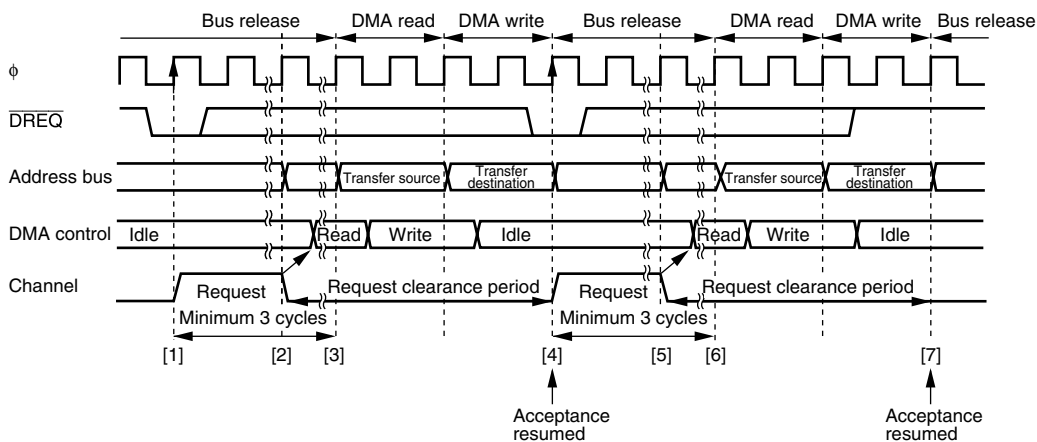 Bus release DMA read DMA write Bus release DMA read DMA write Bus release
ϕ
DREQ
Address bus Transfer source Transfer destination Transfer source Transfer destination
DMA control Idle Read Write Idle Read Write Idle
Channel Request Request clearance period Request Request clearance period
Minimum 3 cycles Minimum 3 cycles
[1] [2] [3] [4] [5] [6] [7]
Acceptance resumed Acceptance resumed